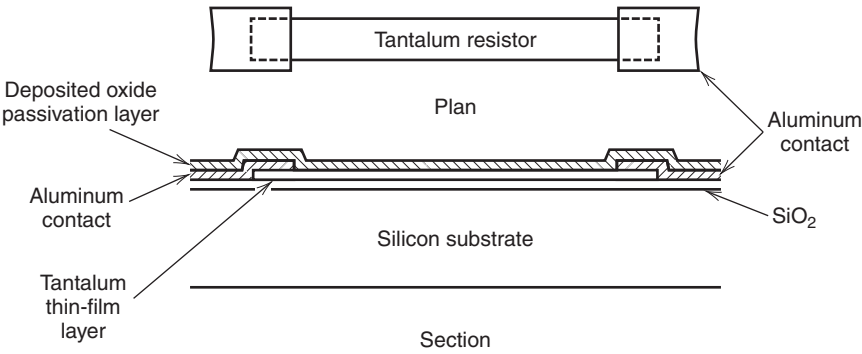 Tantalum resistor
Deposited oxide
passivation layer
Plan
Aluminum
contact
Aluminum
contact
SiO₂
Silicon substrate
Tantalum
thin-film
layer
Section